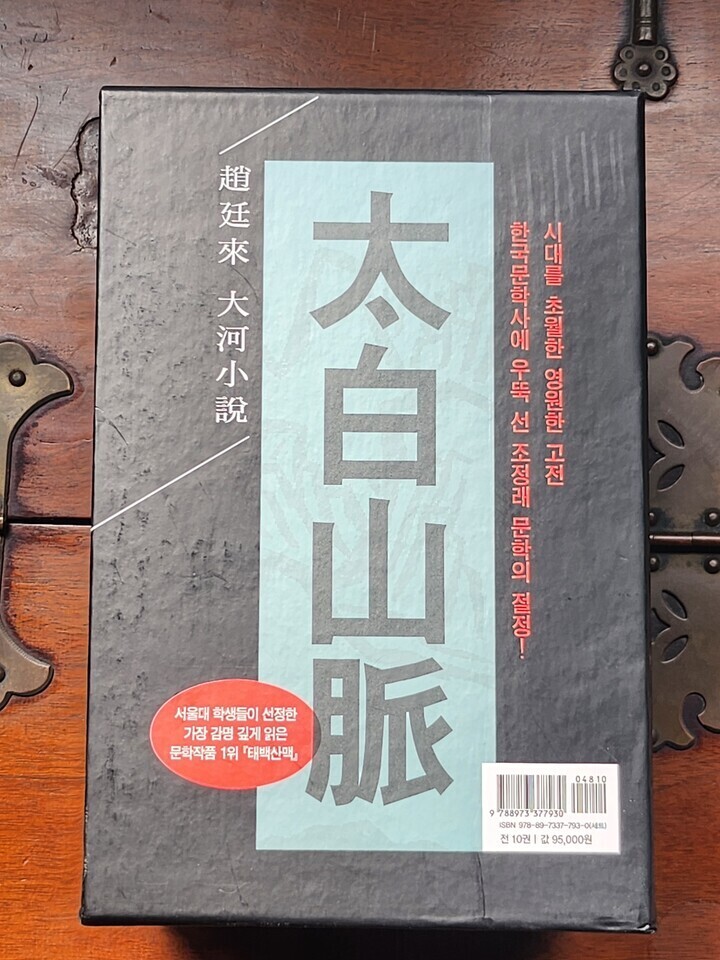 시대를 초월한 영원한 고전
한국문학사에 우뚝 선 조정래 문학의 절정!
太白山脈
趙廷來 大河小說
서울대 학생들이 선정한
가장 감명 깊게 읽은
문학작품 1위 『태백산맥』
04810
9 788973 377930
ISBN 978-89-7337-793-0(세트)
전 10권 | 값 95,000원